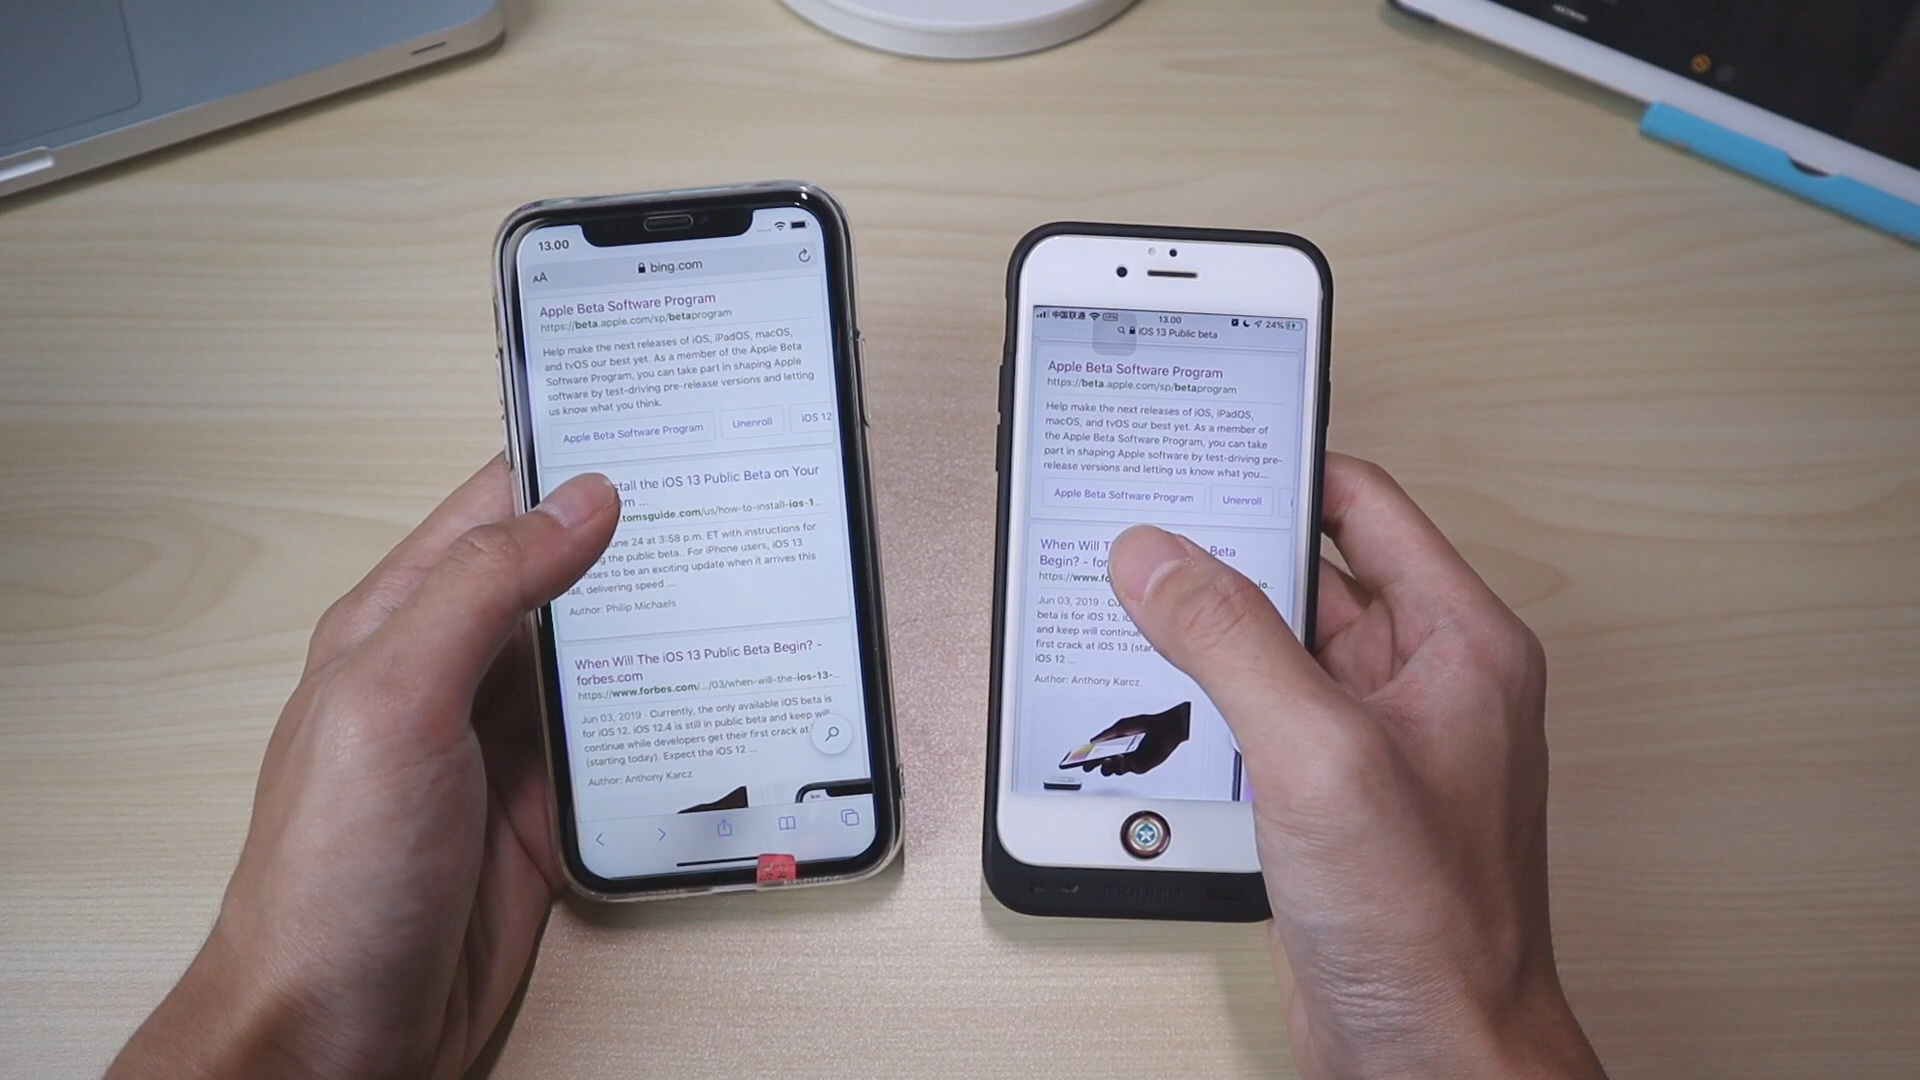 13.00
AA
bing.com
Apple Beta Software Program
https://beta.apple.com/sp/betaprogram
Help make the next releases of iOS, iPadOS, macOS,
and tvOS our best yet. As a member of the Apple Beta
Software Program, you can take part in shaping Apple
software by test-driving pre-release versions and letting
us know what you think.
Apple Beta Software Program
Unenroll
iOS 12
stall the iOS 13 Public Beta on Your
om ...
.tomsguide.com/us/how-to-install-ios-1...
une 24 at 3:58 p.m. ET with instructions for
g the public beta... For iPhone users, iOS 13
mises to be an exciting update when it arrives this
fall, delivering speed ...
Author: Philip Michaels
When Will The iOS 13 Public Beta Begin? -
forbes.com
https://www.forbes.com/.../03/when-will-the-ios-13-...
Jun 03, 2019 · Currently, the only available iOS beta is
for iOS 12. iOS 12.4 is still in public beta and keep will
continue while developers get their first crack at
(starting today). Expect the iOS 12 ...
Author: Anthony Karcz
中国联通
VPN
13.00
24%
iOS 13 Public beta
Apple Beta Software Program
https://beta.apple.com/sp/betaprogram
Help make the next releases of iOS, iPadOS,
macOS, and tvOS our best yet. As a member of
the Apple Beta Software Program, you can take
part in shaping Apple software by test-driving pre-
release versions and letting us know what you...
Apple Beta Software Program
Unenroll
When Will T Beta
Begin? - for
https://www.fo io...
Jun 03, 2019 · Cu
beta is for iOS 12. iO
and keep will continue
first crack at iOS 13 (star
iOS 12 ...
Author: Anthony Karcz
mophie